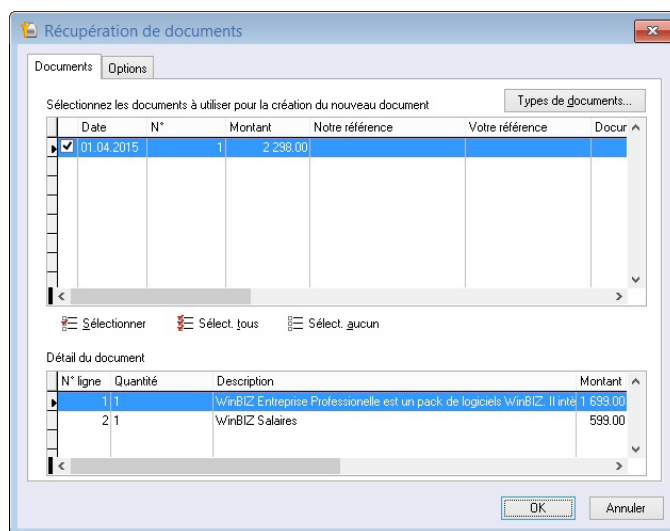 Récupération de documents
Documents Options
Sélectionnez les documents à utiliser pour la création du nouveau document Types de documents...
Date N° Montant Notre référence Votre référence Docur
01.04.2015 1 2 298.00
Sélectionner Sélect. tous Sélect. aucun
Détail du document
N° ligne Quantité Description Montant
1 1 WinBIZ Entreprise Professionelle est un pack de logiciels WinBIZ. Il intè 1 699.00
2 1 WinBIZ Salaires 599.00
OK Annuler